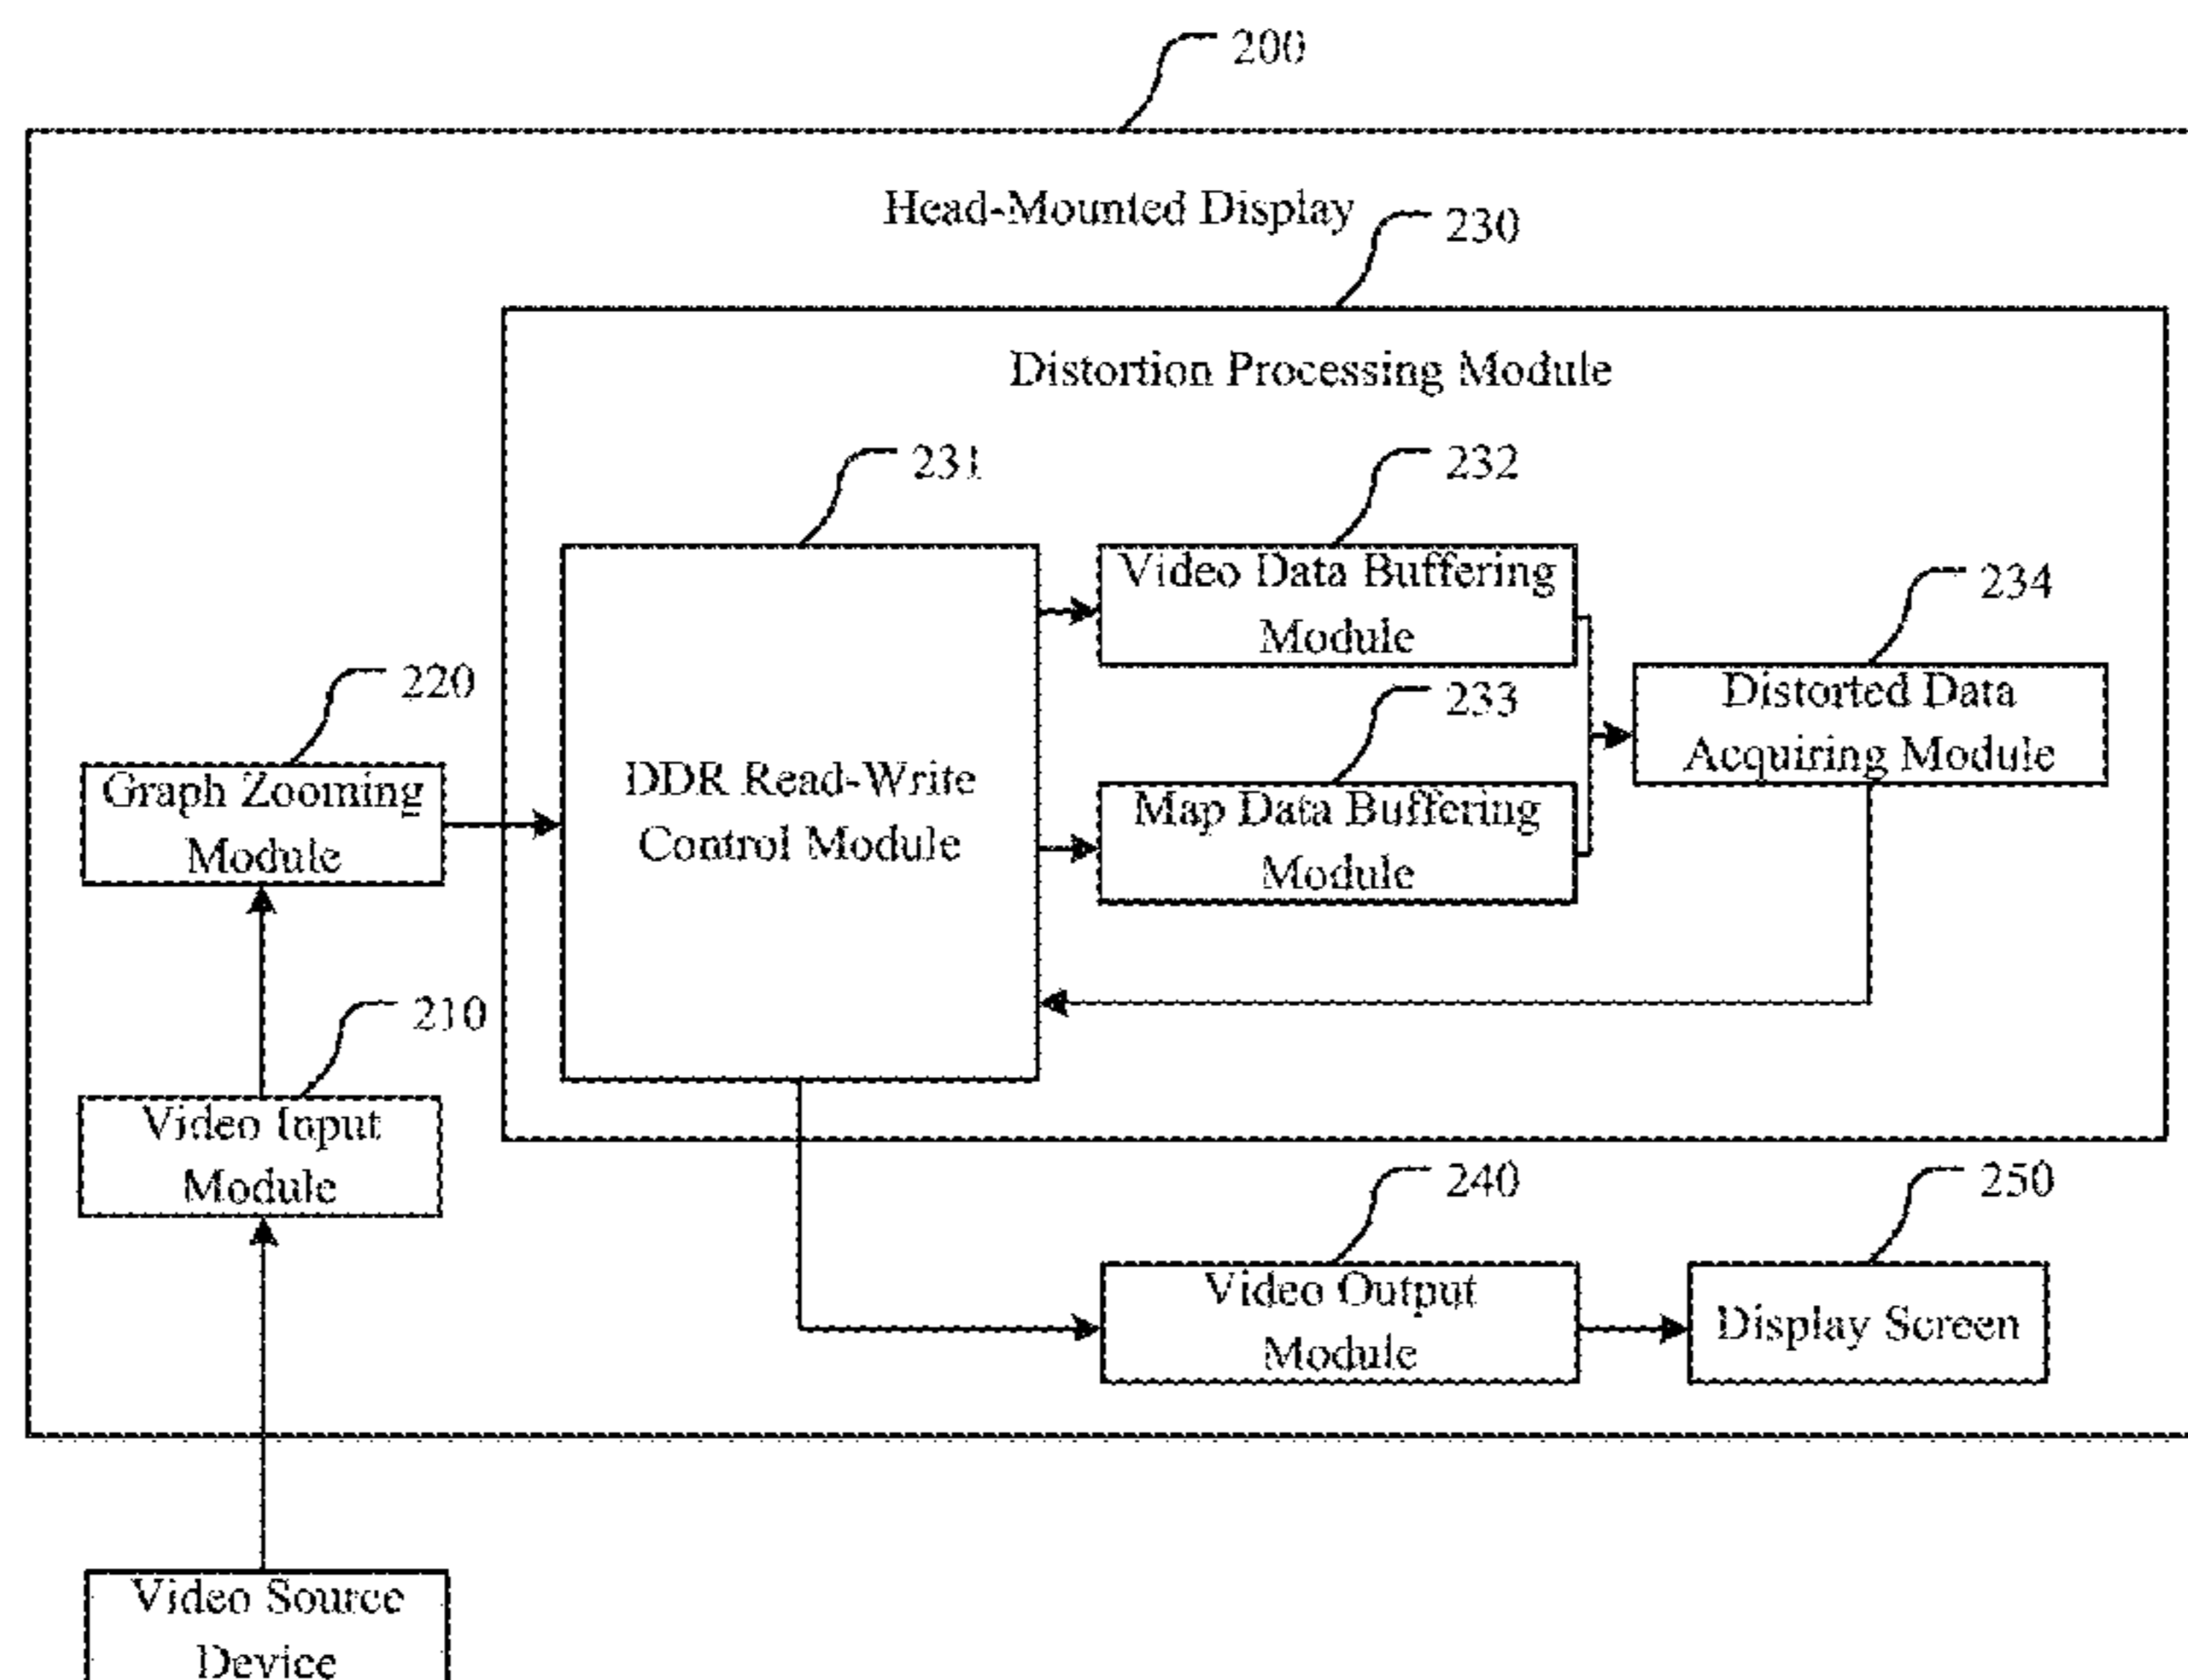 200
Head-Mounted Display
230
Distortion Processing Module
231
232
Video Data Buffering
Module
234
Distorted Data
Acquiring Module
233
Map Data Buffering
Module
DDR Read-Write
Control Module
220
Graph Zooming
Module
210
Video Input
Module
240
Video Output
Module
250
Display Screen
Video Source
Device